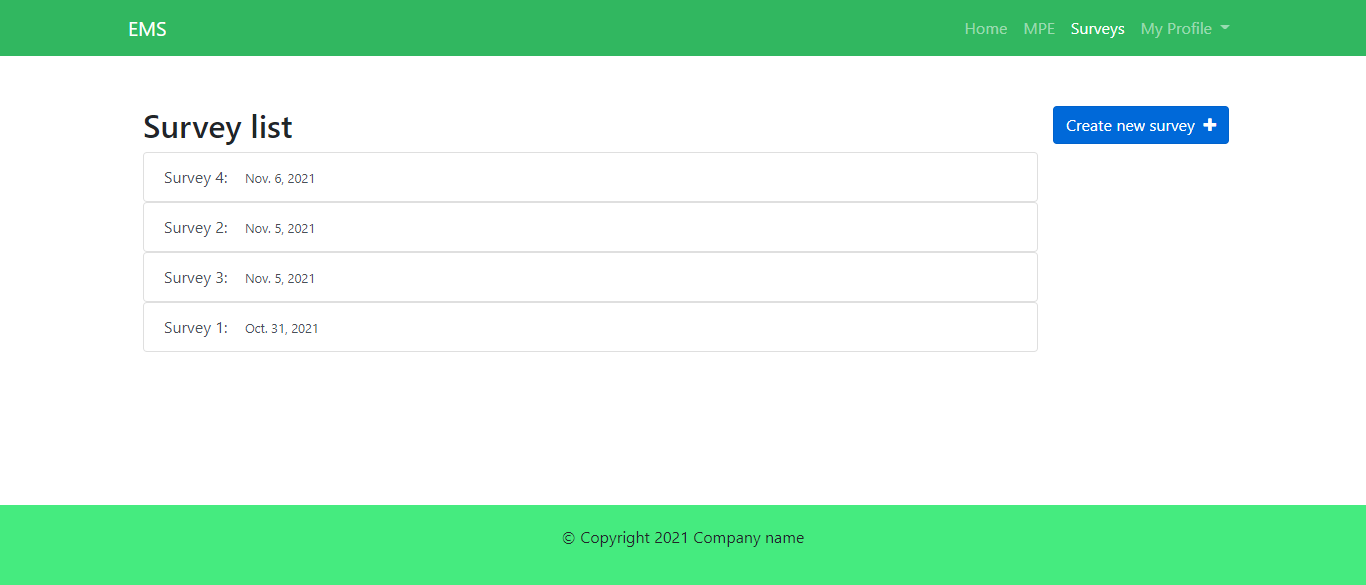 EMS Home MPE Surveys My Profile
Survey list
Create new survey
Survey 4: Nov. 6, 2021
Survey 2: Nov. 5, 2021
Survey 3: Nov. 5, 2021
Survey 1: Oct. 31, 2021
© Copyright 2021 Company name